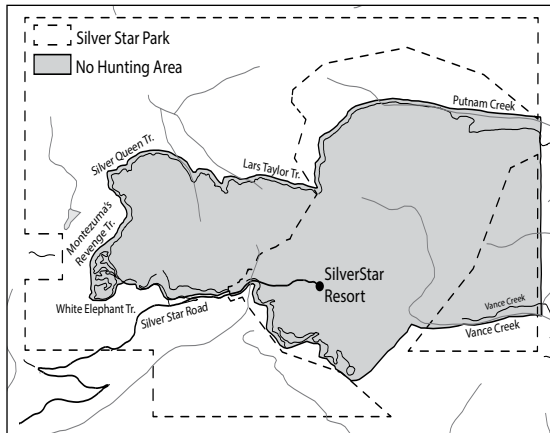 Silver Star Park
No Hunting Area
Putnam Creek
Silver Queen Tr.
Lars Taylor Tr.
Montezuma's
Revenge Tr.
SilverStar
Resort
White Elephant Tr.
Silver Star Road
Vance Creek
Vance Creek